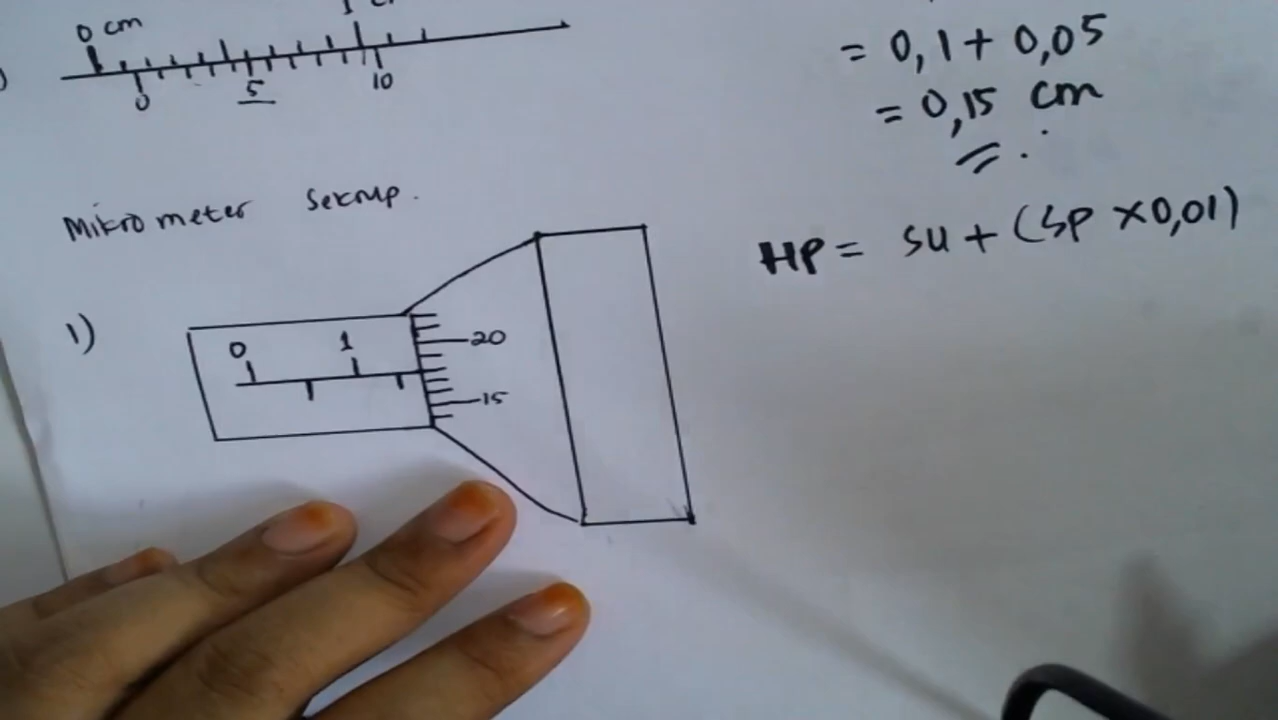 0 cm
0 5 10
= 0,1 + 0,05
= 0,15 cm
Mikrometer Sekrup.
HP = SU + (SP × 0,01)
1)
0 1
20
15